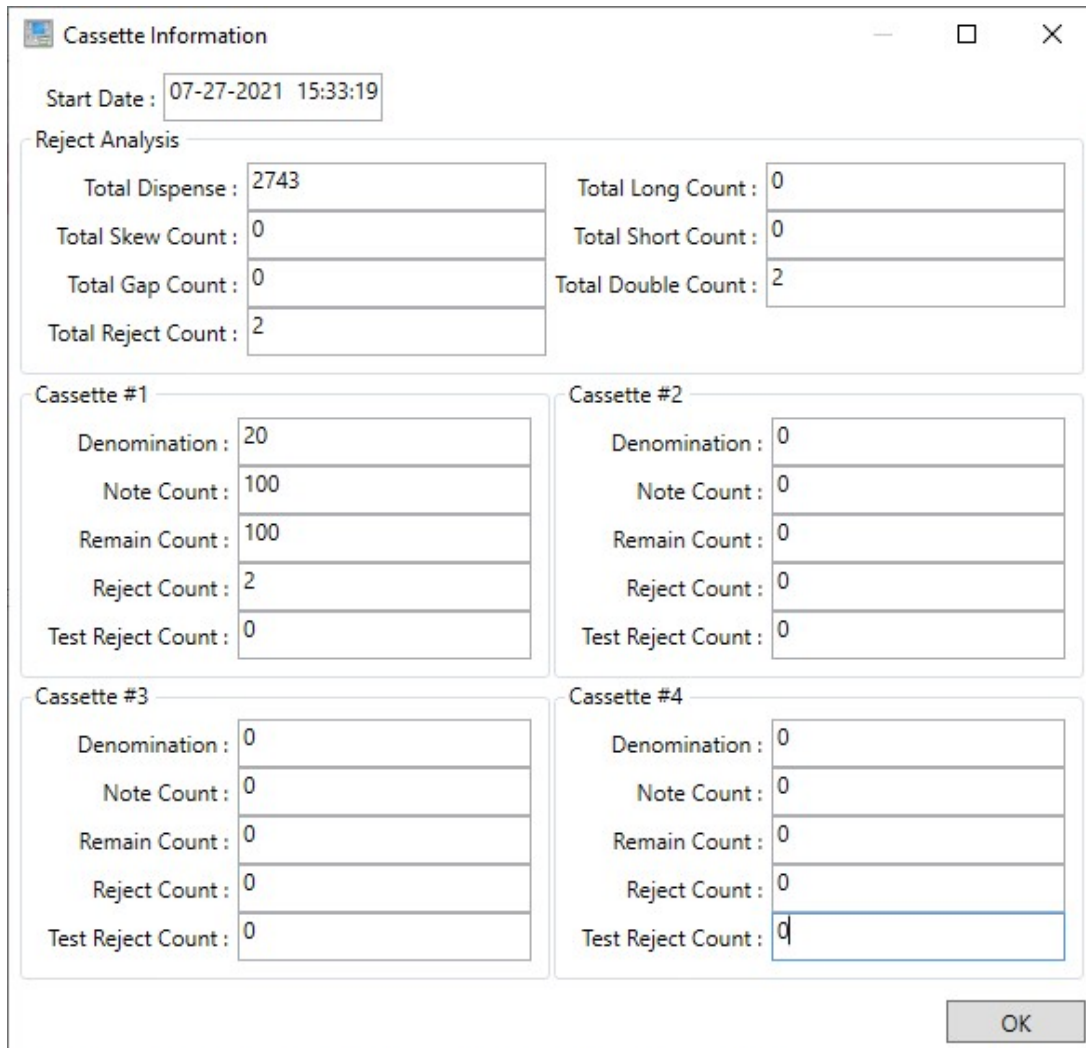 Cassette Information
Start Date : 07-27-2021 15:33:19
Reject Analysis
Total Dispense : 2743
Total Long Count : 0
Total Skew Count : 0
Total Short Count : 0
Total Gap Count : 0
Total Double Count : 2
Total Reject Count : 2
Cassette #1
Denomination : 20
Note Count : 100
Remain Count : 100
Reject Count : 2
Test Reject Count : 0
Cassette #2
Denomination : 0
Note Count : 0
Remain Count : 0
Reject Count : 0
Test Reject Count : 0
Cassette #3
Denomination : 0
Note Count : 0
Remain Count : 0
Reject Count : 0
Test Reject Count : 0
Cassette #4
Denomination : 0
Note Count : 0
Remain Count : 0
Reject Count : 0
Test Reject Count : 0
OK